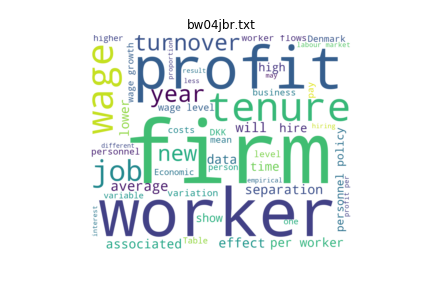 bw04jbr.txt
higher
turnover
worker flows
Denmark
labour market
wage
wage growth
proportion
profit
result
less
may
year
high
business
pay
tenure
lower
wage level
costs
DKK
mean
will
hire
hiring
personnel
different
firm
new
data
level
time
person
job
Economic
empirical
average
variation
separation
personnel policy
profit per
variable
interest
worker
show
one
associated
Table
effect
per worker